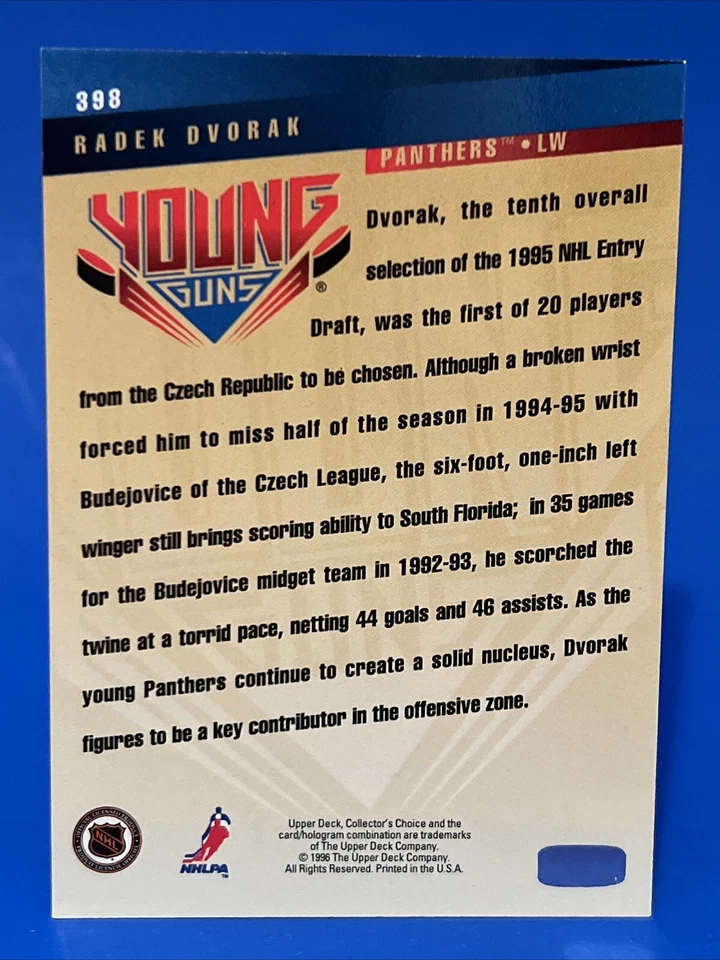 398
RADEK DVORAK
PANTHERS™ • LW
YOUNG
GUNS ®
Dvorak, the tenth overall
selection of the 1995 NHL Entry
Draft, was the first of 20 players
from the Czech Republic to be chosen. Although a broken wrist
forced him to miss half of the season in 1994-95 with
Budejovice of the Czech League, the six-foot, one-inch left
winger still brings scoring ability to South Florida; in 35 games
for the Budejovice midget team in 1992-93, he scorched the
twine at a torrid pace, netting 44 goals and 46 assists. As the
young Panthers continue to create a solid nucleus, Dvorak
figures to be a key contributor in the offensive zone.
NHL
NHLPA™
Upper Deck, Collector's Choice and the
card/hologram combination are trademarks
of The Upper Deck Company.
© 1996 The Upper Deck Company.
All Rights Reserved. Printed in the U.S.A.